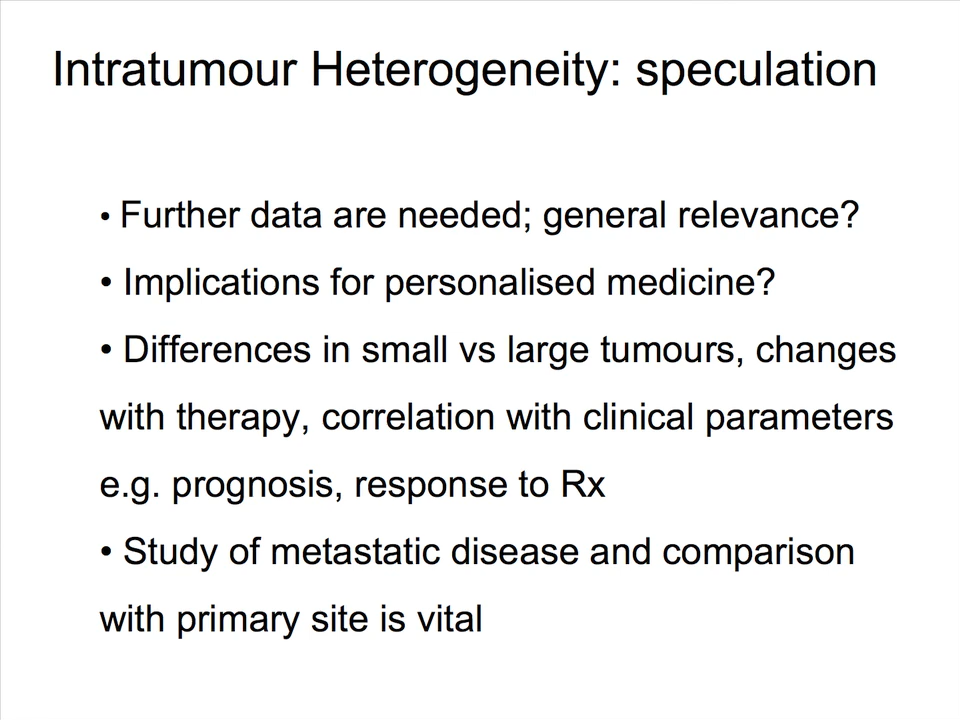 Intratumour Heterogeneity: speculation
• Further data are needed; general relevance?
• Implications for personalised medicine?
• Differences in small vs large tumours, changes
with therapy, correlation with clinical parameters
e.g. prognosis, response to Rx
• Study of metastatic disease and comparison
with primary site is vital